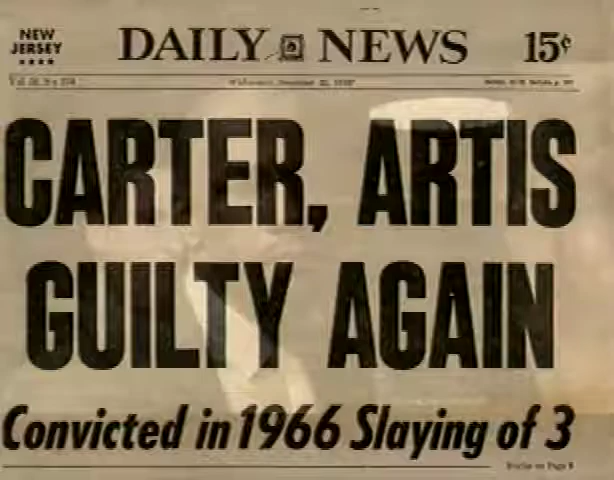 NEW
JERSEY
DAILY NEWS
15¢
CARTER, ARTIS
GUILTY AGAIN
Convicted in 1966 Slaying of 3